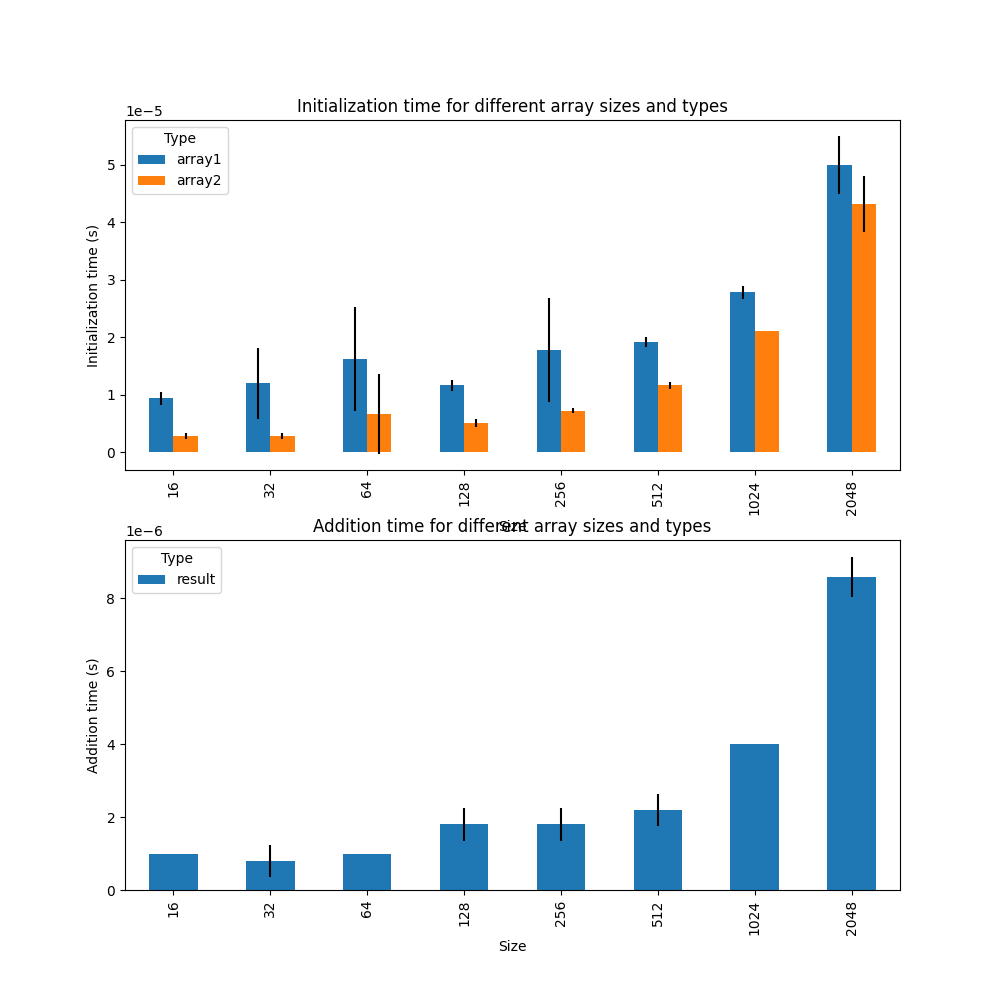 Initialization time for different array sizes and types
1e−5
Type
array1
array2
Initialization time (s)
5
4
3
2
1
0
16 32 64 128 256 512 1024 2048
Size
Addition time for different array sizes and types
1e−6
Type
result
Addition time (s)
8
6
4
2
0
16 32 64 128 256 512 1024 2048
Size